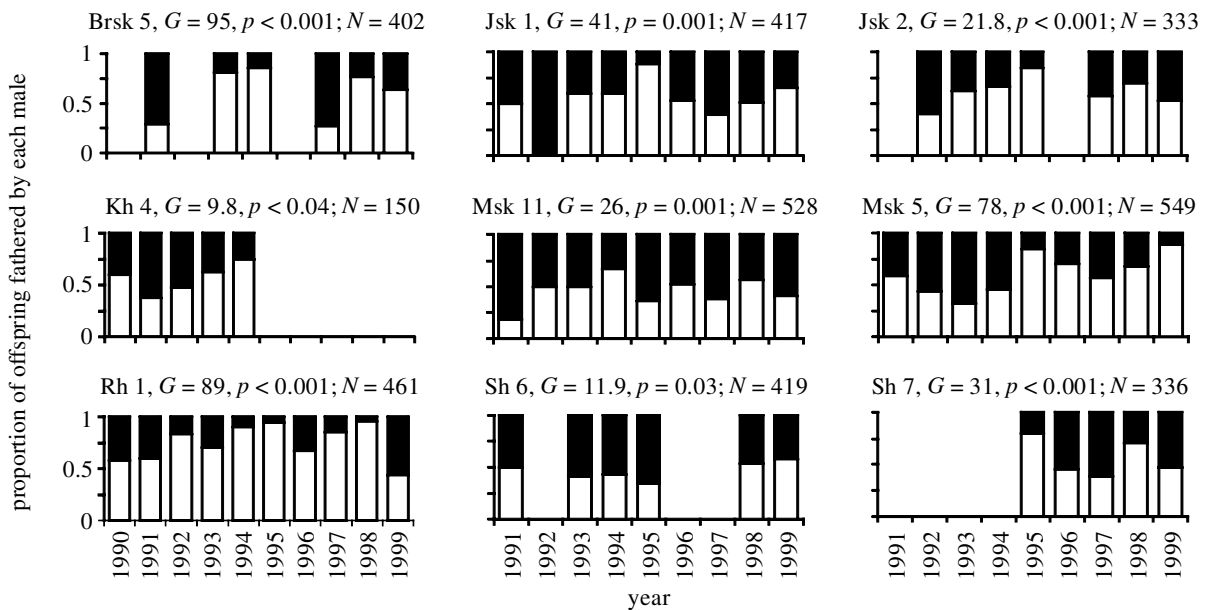 proportion of offspring fathered by each male
Brsk 5, G = 95, p < 0.001; N = 402
1
0.5
0
Jsk 1, G = 41, p < 0.001; N = 417
Jsk 2, G = 21.8, p < 0.001; N = 333
Kh 4, G = 9.8, p < 0.04; N = 150
1
0.5
0
Msk 11, G = 26, p = 0.001; N = 528
Msk 5, G = 78, p < 0.001; N = 549
Rh 1, G = 89, p < 0.001; N = 461
1
0.5
0
1990 1991 1992 1993 1994 1995 1996 1997 1998 1999
Sh 6, G = 11.9, p = 0.03; N = 419
1991 1992 1993 1994 1995 1996 1997 1998 1999
Sh 7, G = 31, p < 0.001; N = 336
1991 1992 1993 1994 1995 1996 1997 1998 1999
year